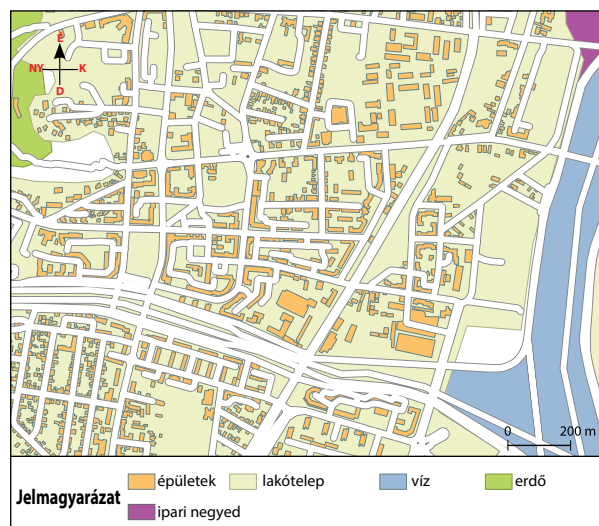 É
NY K
D
0 200 m
Jelmagyarázat
épületek lakótelep víz erdő
ipari negyed